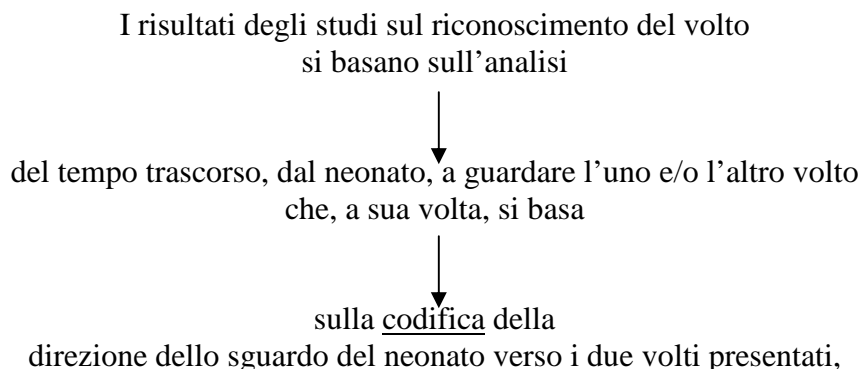 I risultati degli studi sul riconoscimento del volto
si basano sull’analisi
del tempo trascorso, dal neonato, a guardare l’uno e/o l’altro volto
che, a sua volta, si basa
sulla codifica della
direzione dello sguardo del neonato verso i due volti presentati,